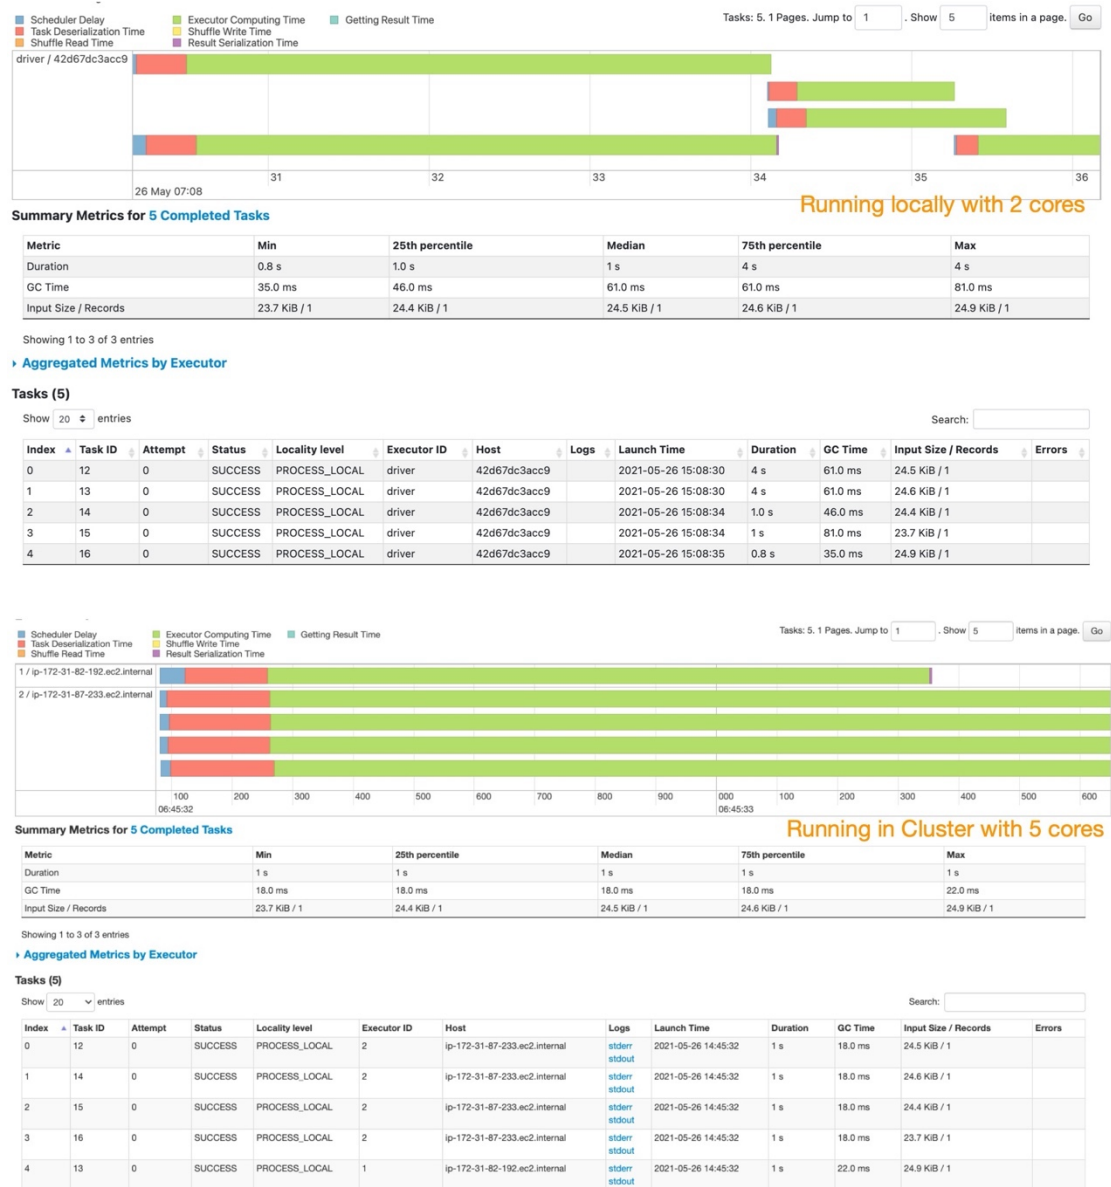 Scheduler Delay Executor Computing Time Getting Result Time Tasks: 5. 1 Pages. Jump to 1 . Show 5 items in a page. Go
Task Deserialization Time Shuffle Write Time
Shuffle Read Time Result Serialization Time
driver / 42d67dc3acc9
31 32 33 34 35 36
26 May 07:08
Running locally with 2 cores
Summary Metrics for 5 Completed Tasks
Metric Min 25th percentile Median 75th percentile Max
Duration 0.8 s 1.0 s 1 s 4 s 4 s
GC Time 35.0 ms 46.0 ms 61.0 ms 61.0 ms 81.0 ms
Input Size / Records 23.7 KiB / 1 24.4 KiB / 1 24.5 KiB / 1 24.6 KiB / 1 24.9 KiB / 1
Showing 1 to 3 of 3 entries
Aggregated Metrics by Executor
Tasks (5)
Show 20 entries Search:
Index Task ID Attempt Status Locality level Executor ID Host Logs Launch Time Duration GC Time Input Size / Records Errors
0 12 0 SUCCESS PROCESS_LOCAL driver 42d67dc3acc9 2021-05-26 15:08:30 4 s 61.0 ms 24.5 KiB / 1
1 13 0 SUCCESS PROCESS_LOCAL driver 42d67dc3acc9 2021-05-26 15:08:30 4 s 61.0 ms 24.6 KiB / 1
2 14 0 SUCCESS PROCESS_LOCAL driver 42d67dc3acc9 2021-05-26 15:08:34 1.0 s 46.0 ms 24.4 KiB / 1
3 15 0 SUCCESS PROCESS_LOCAL driver 42d67dc3acc9 2021-05-26 15:08:34 1 s 81.0 ms 23.7 KiB / 1
4 16 0 SUCCESS PROCESS_LOCAL driver 42d67dc3acc9 2021-05-26 15:08:35 0.8 s 35.0 ms 24.9 KiB / 1
Scheduler Delay Executor Computing Time Getting Result Time Tasks: 5. 1 Pages. Jump to 1 . Show 5 items in a page. Go
Task Deserialization Time Shuffle Write Time
Shuffle Read Time Result Serialization Time
1 / ip-172-31-82-192.ec2.internal
2 / ip-172-31-87-233.ec2.internal
100 200 300 400 500 600 700 800 900 000 100 200 300 400 500 600
06:45:32 06:45:33
Running in Cluster with 5 cores
Summary Metrics for 5 Completed Tasks
Metric Min 25th percentile Median 75th percentile Max
Duration 1 s 1 s 1 s 1 s 1 s
GC Time 18.0 ms 18.0 ms 18.0 ms 18.0 ms 22.0 ms
Input Size / Records 23.7 KiB / 1 24.4 KiB / 1 24.5 KiB / 1 24.6 KiB / 1 24.9 KiB / 1
Showing 1 to 3 of 3 entries
Aggregated Metrics by Executor
Tasks (5)
Show 20 entries Search:
Index Task ID Attempt Status Locality level Executor ID Host Logs Launch Time Duration GC Time Input Size / Records Errors
0 12 0 SUCCESS PROCESS_LOCAL 2 ip-172-31-87-233.ec2.internal stderr 2021-05-26 14:45:32 1 s 18.0 ms 24.5 KiB / 1
stdout
1 14 0 SUCCESS PROCESS_LOCAL 2 ip-172-31-87-233.ec2.internal stderr 2021-05-26 14:45:32 1 s 18.0 ms 24.6 KiB / 1
stdout
2 15 0 SUCCESS PROCESS_LOCAL 2 ip-172-31-87-233.ec2.internal stderr 2021-05-26 14:45:32 1 s 18.0 ms 24.4 KiB / 1
stdout
3 16 0 SUCCESS PROCESS_LOCAL 2 ip-172-31-87-233.ec2.internal stderr 2021-05-26 14:45:32 1 s 18.0 ms 23.7 KiB / 1
stdout
4 13 0 SUCCESS PROCESS_LOCAL 1 ip-172-31-82-192.ec2.internal stderr 2021-05-26 14:45:32 1 s 22.0 ms 24.9 KiB / 1
stdout